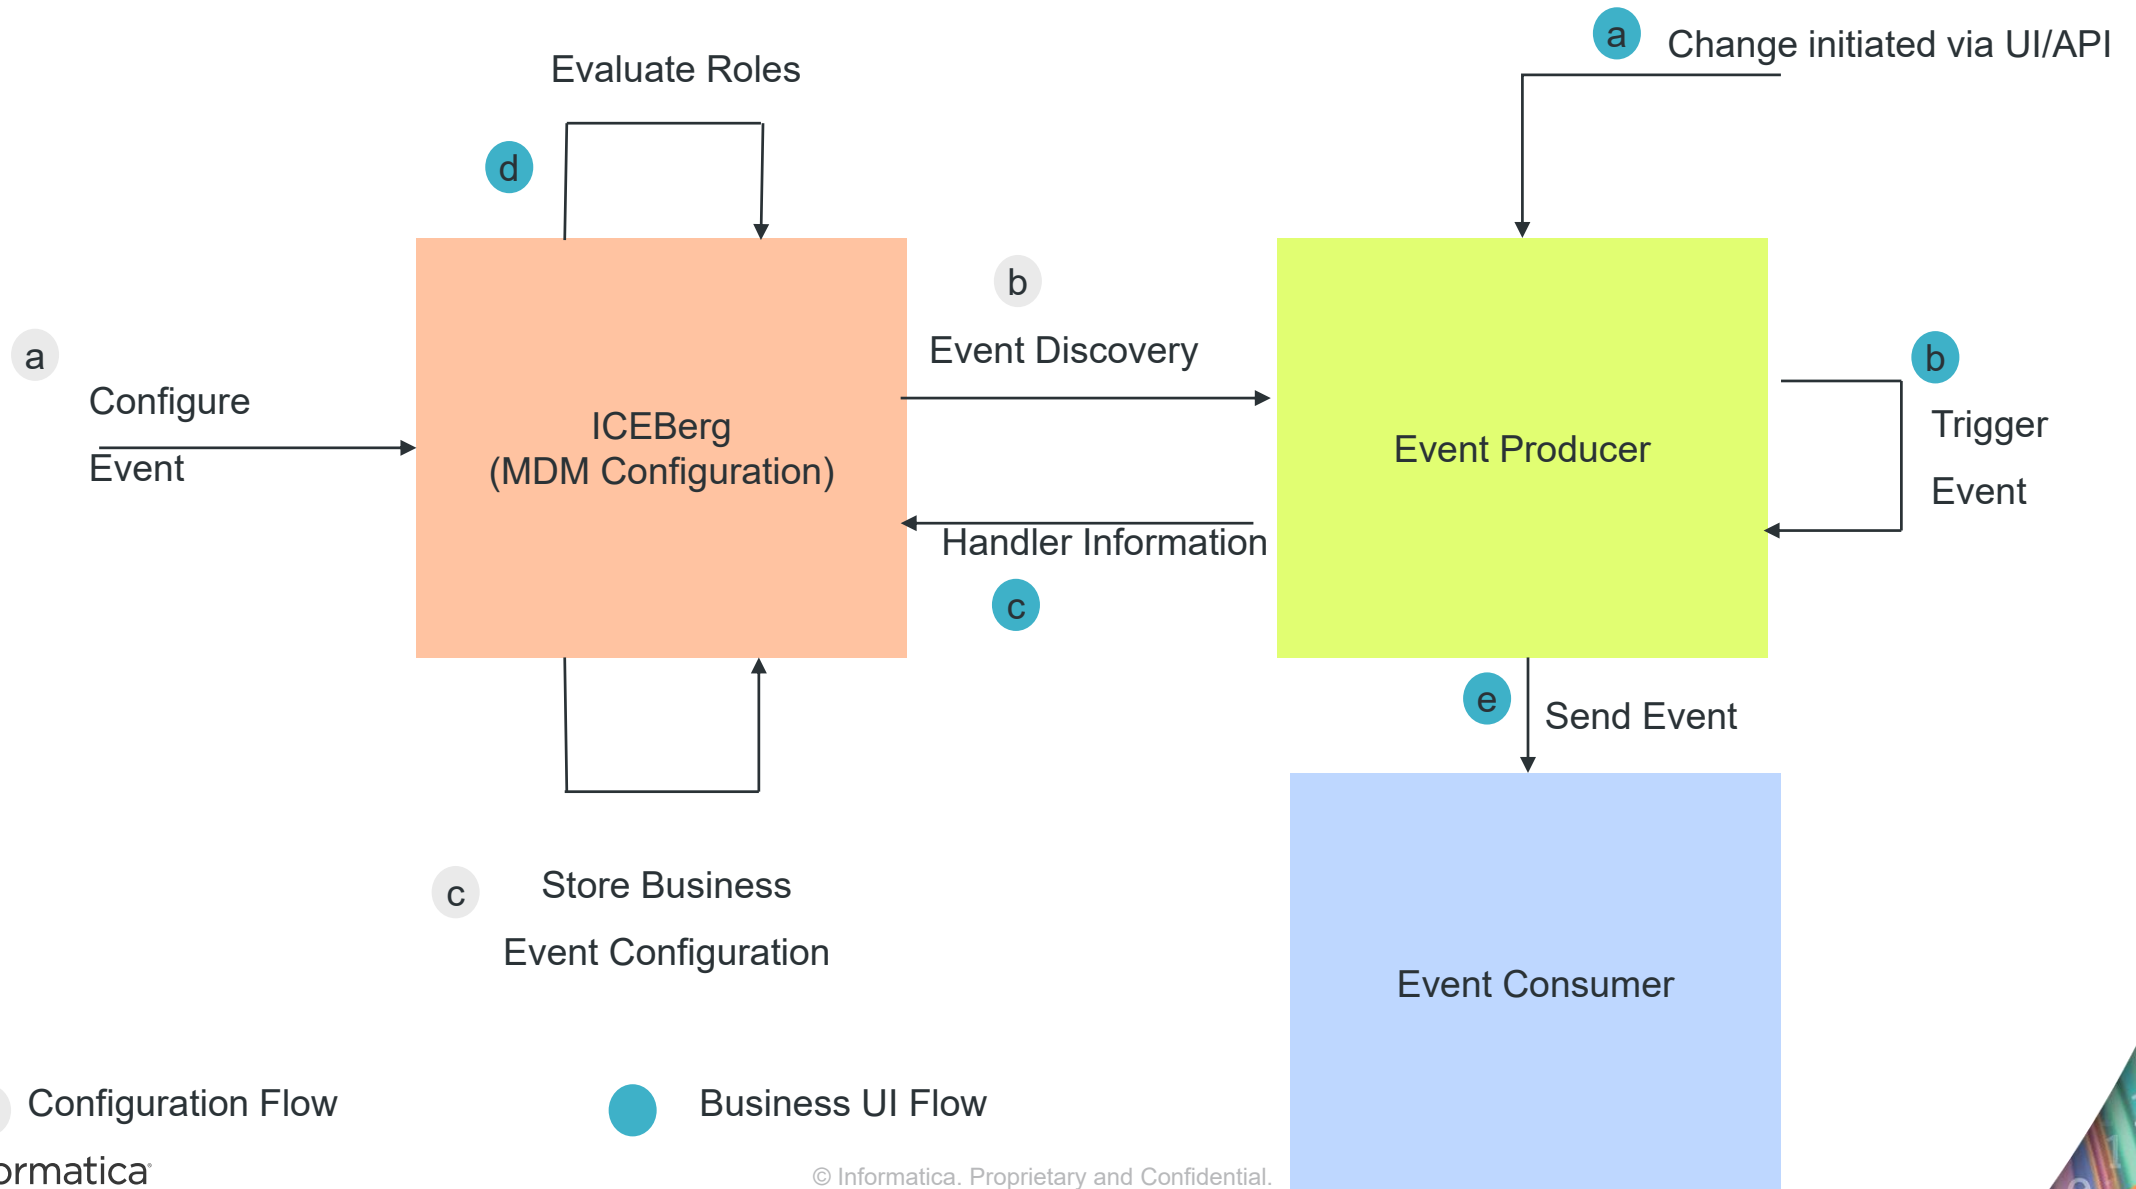 a
Change initiated via UI/API
Evaluate Roles
d
b
Event Discovery
a
Configure
Event
ICEBerg
(MDM Configuration)
Event Producer
b
Trigger
Event
Handler Information
c
e
Send Event
c
Store Business
Event Configuration
Event Consumer
Configuration Flow
Business UI Flow
ormatica
© Informatica. Proprietary and Confidential.